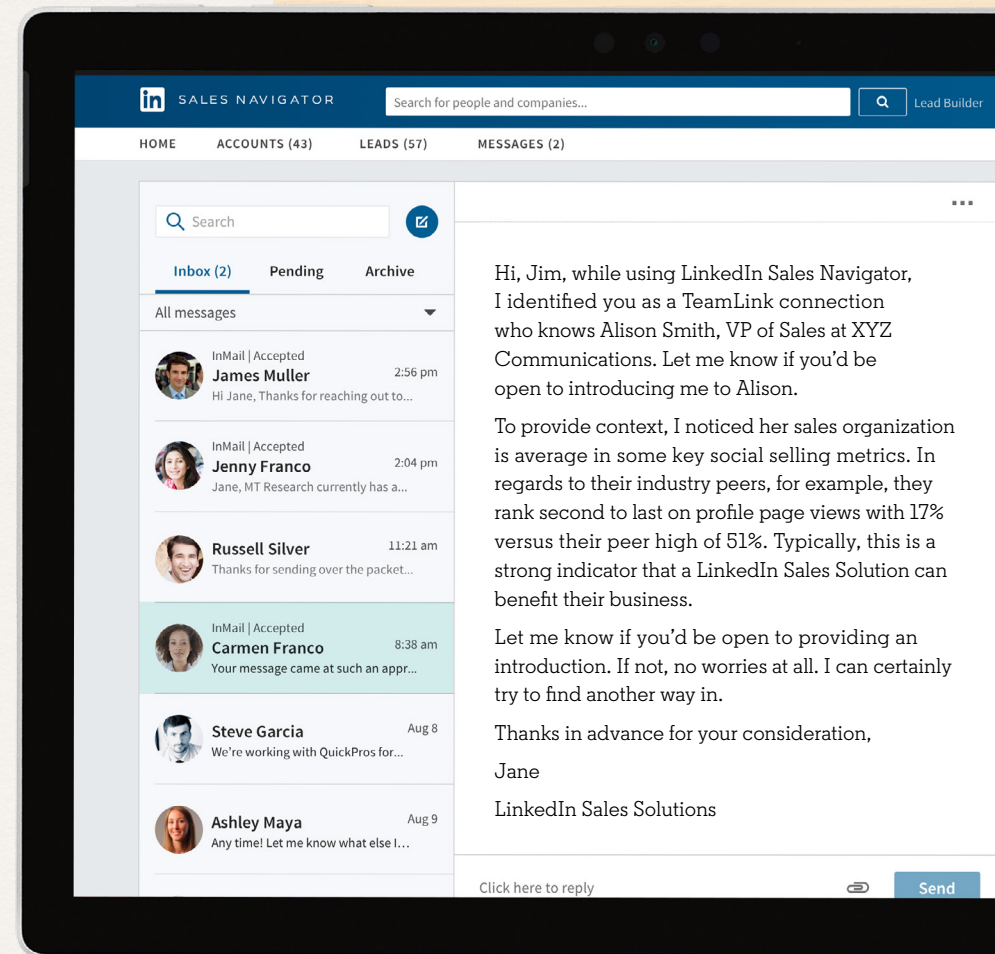 in SALES NAVIGATOR
Search for people and companies...
Lead Builder
HOME ACCOUNTS (43) LEADS (57) MESSAGES (2)
Search
Inbox (2) Pending Archive
All messages
InMail | Accepted
James Muller 2:56 pm
Hi Jane, Thanks for reaching out to...
InMail | Accepted
Jenny Franco 2:04 pm
Jane, MT Research currently has a...
Russell Silver 11:21 am
Thanks for sending over the packet...
InMail | Accepted
Carmen Franco 8:38 am
Your message came at such an appr...
Steve Garcia Aug 8
We're working with QuickPros for...
Ashley Maya Aug 9
Any time! Let me know what else I...
Hi, Jim, while using LinkedIn Sales Navigator,
I identified you as a TeamLink connection
who knows Alison Smith, VP of Sales at XYZ
Communications. Let me know if you'd be
open to introducing me to Alison.
To provide context, I noticed her sales organization
is average in some key social selling metrics. In
regards to their industry peers, for example, they
rank second to last on profile page views with 17%
versus their peer high of 51%. Typically, this is a
strong indicator that a LinkedIn Sales Solution can
benefit their business.
Let me know if you'd be open to providing an
introduction. If not, no worries at all. I can certainly
try to find another way in.
Thanks in advance for your consideration,
Jane
LinkedIn Sales Solutions
Click here to reply
Send